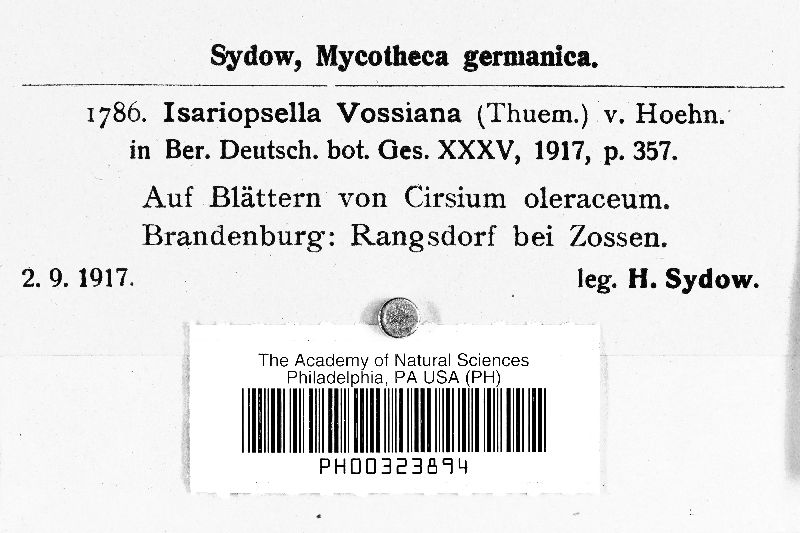 Sydow, Mycotheca germanica.
1786. Isariopsella Vossiana (Thuem.) v. Hoehn.
in Ber. Deutsch. bot. Ges. XXXV, 1917, p. 357.
Auf Blättern von Cirsium oleraceum.
Brandenburg: Rangsdorf bei Zossen.
2. 9. 1917. leg. H. Sydow.
The Academy of Natural Sciences
Philadelphia, PA USA (PH)
PH00323894